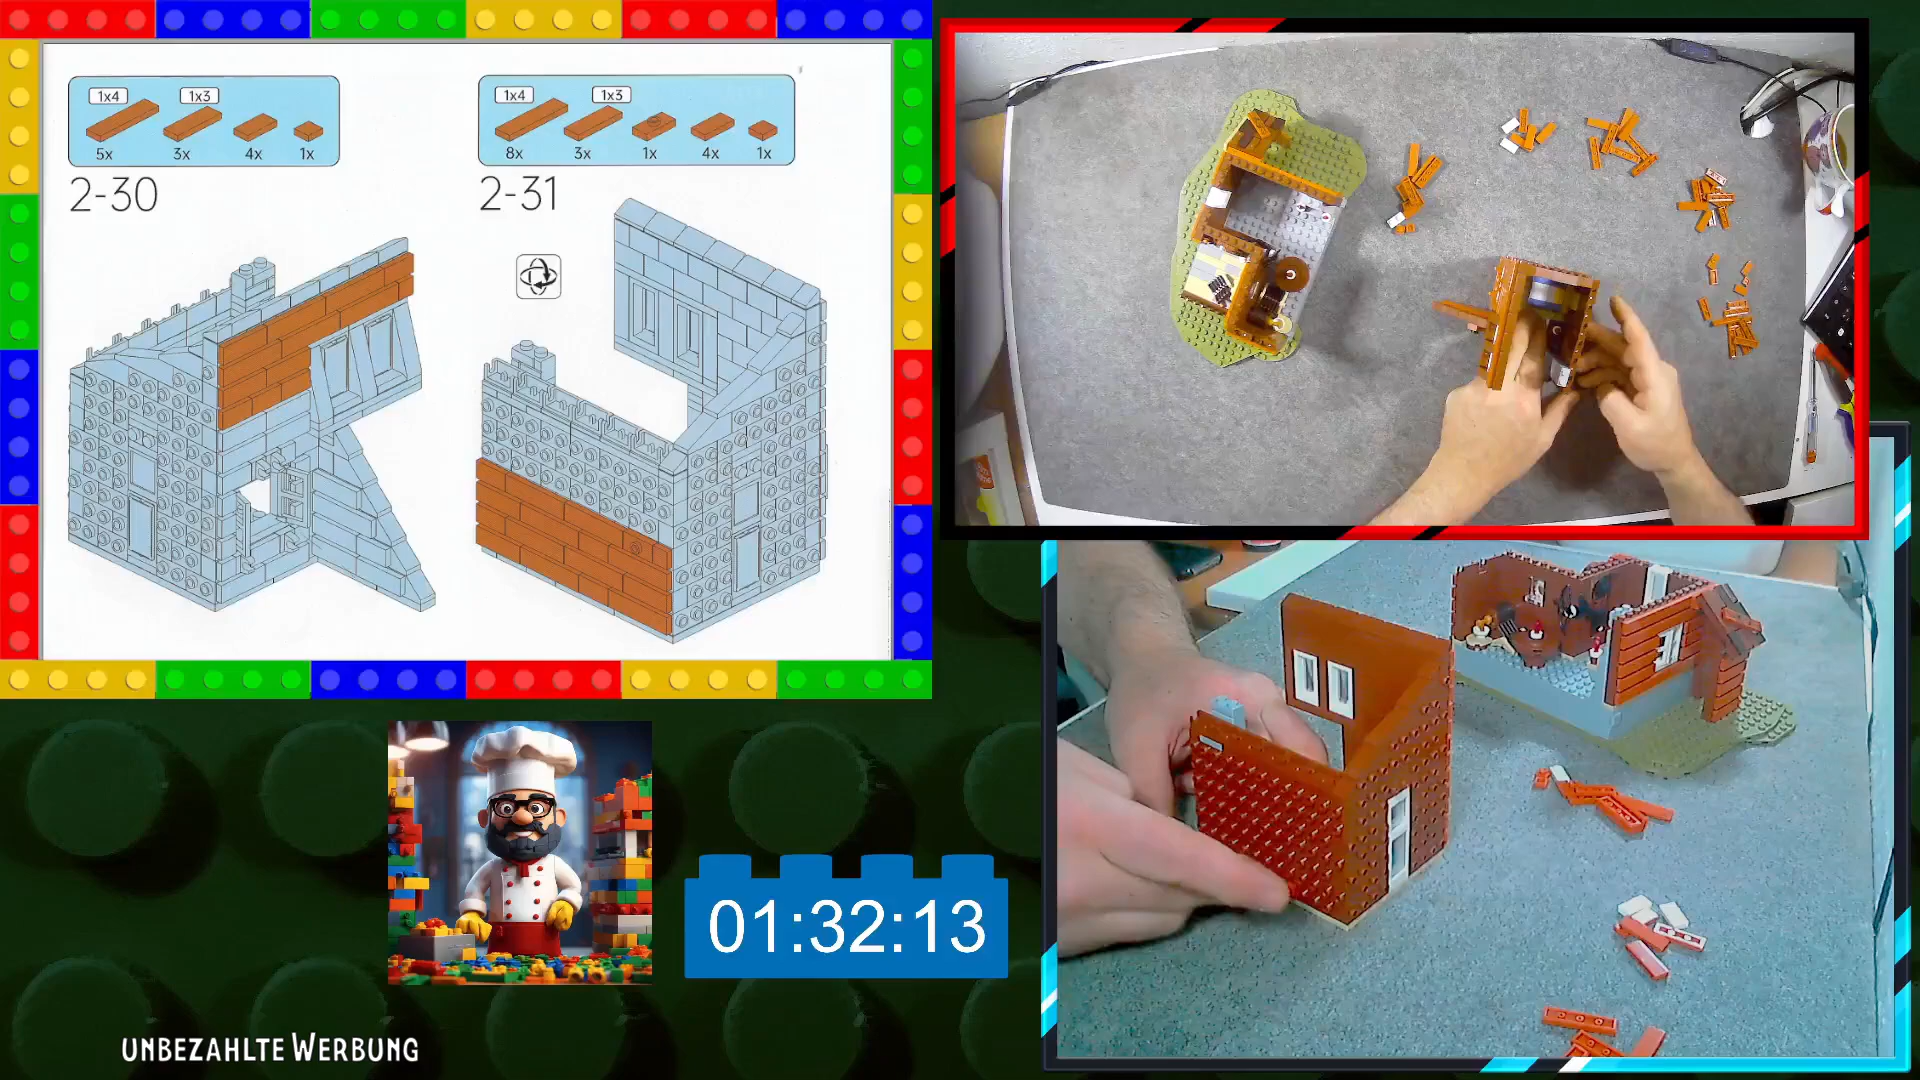 1x4 1x3
5x 3x 4x 1x
2-30
1x4 1x3
8x 3x 1x 4x 1x
2-31
01:32:13
UNBEZAHLTE WERBUNG